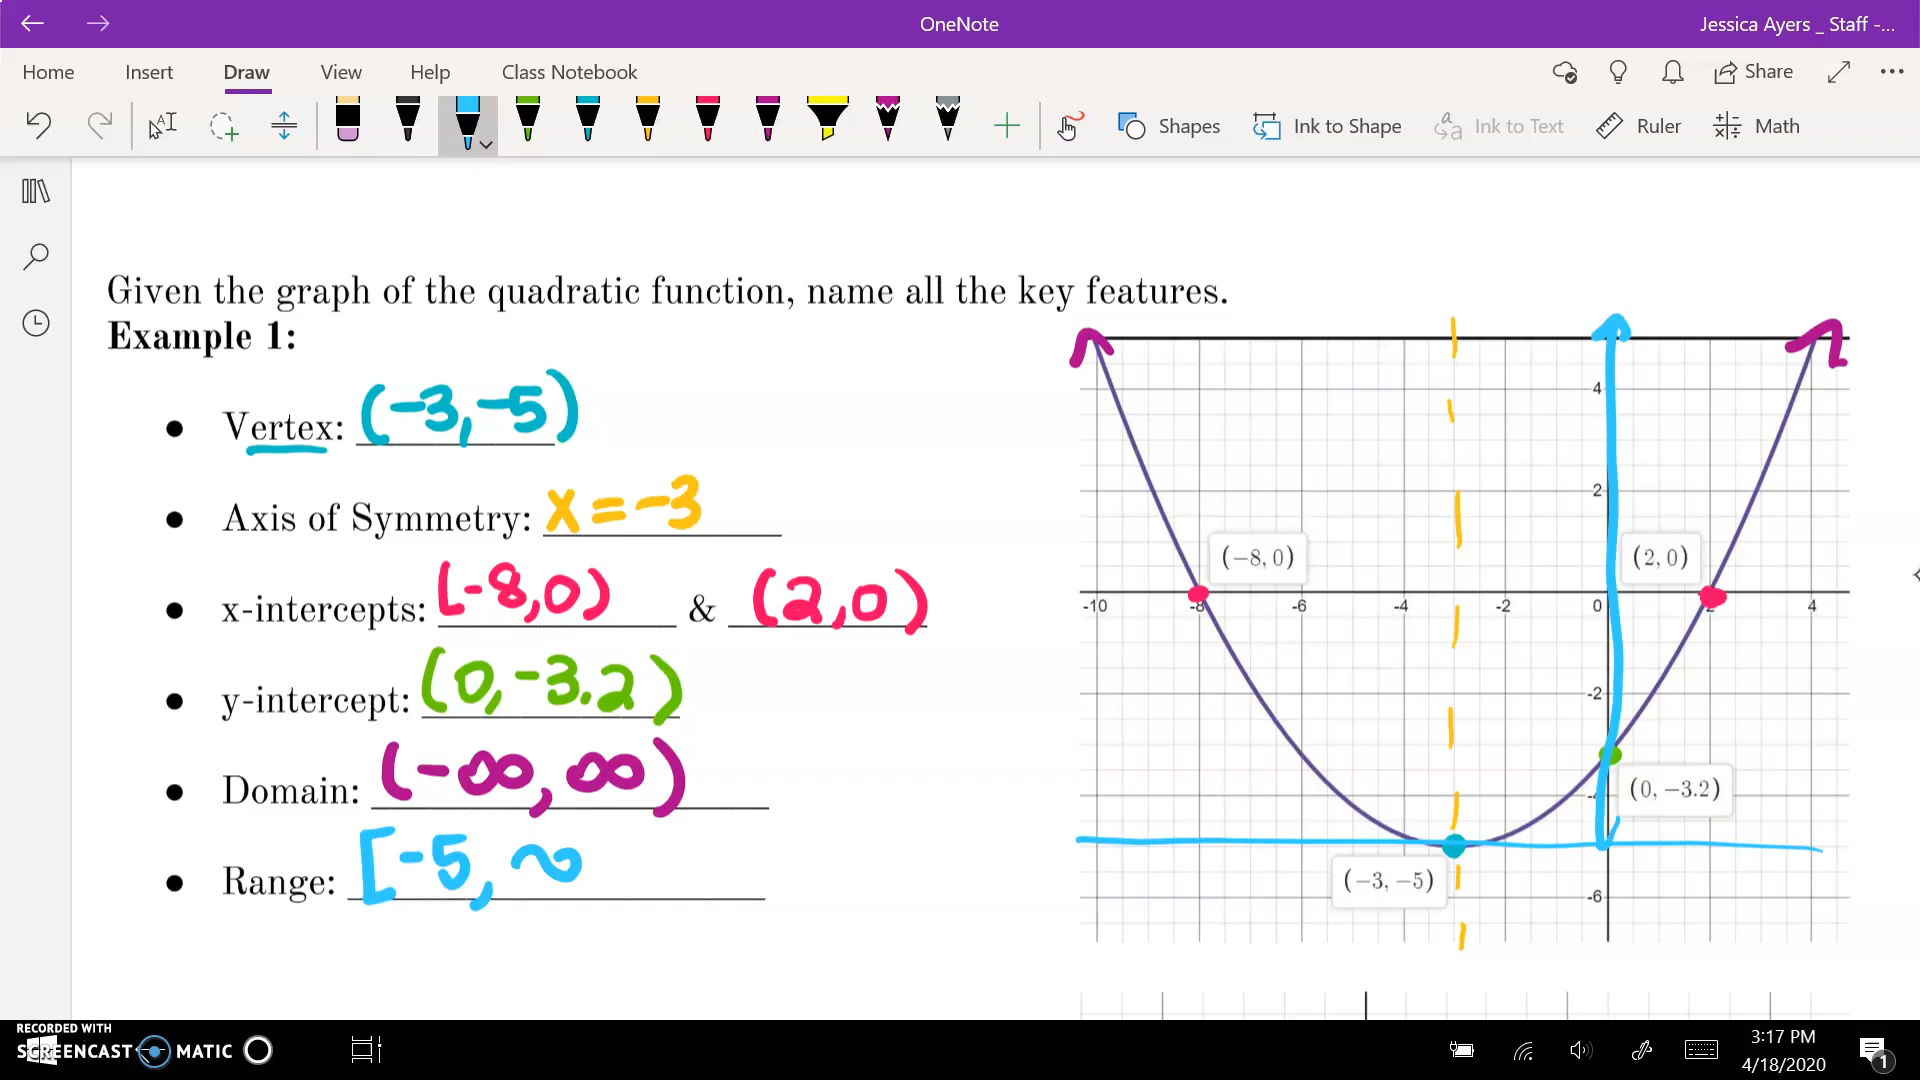 OneNote
Jessica Ayers _ Staff -...
Home Insert Draw View Help Class Notebook Share
Shapes Ink to Shape Ink to Text Ruler Math
Given the graph of the quadratic function, name all the key features.
Example 1:
• Vertex: (-3,-5)
• Axis of Symmetry: x=-3
• x-intercepts: (-8,0) & (2,0)
• y-intercept: (0,-3.2)
• Domain: (-∞,∞)
• Range: [-5, ∞
4
2
(−8, 0)
(2, 0)
-10 -8 -6 -4 -2 0 2 4
-2
(0, −3.2)
-4
(−3, −5)
-6
RECORDED WITH
SCREENCAST MATIC
3:17 PM
4/18/2020
1